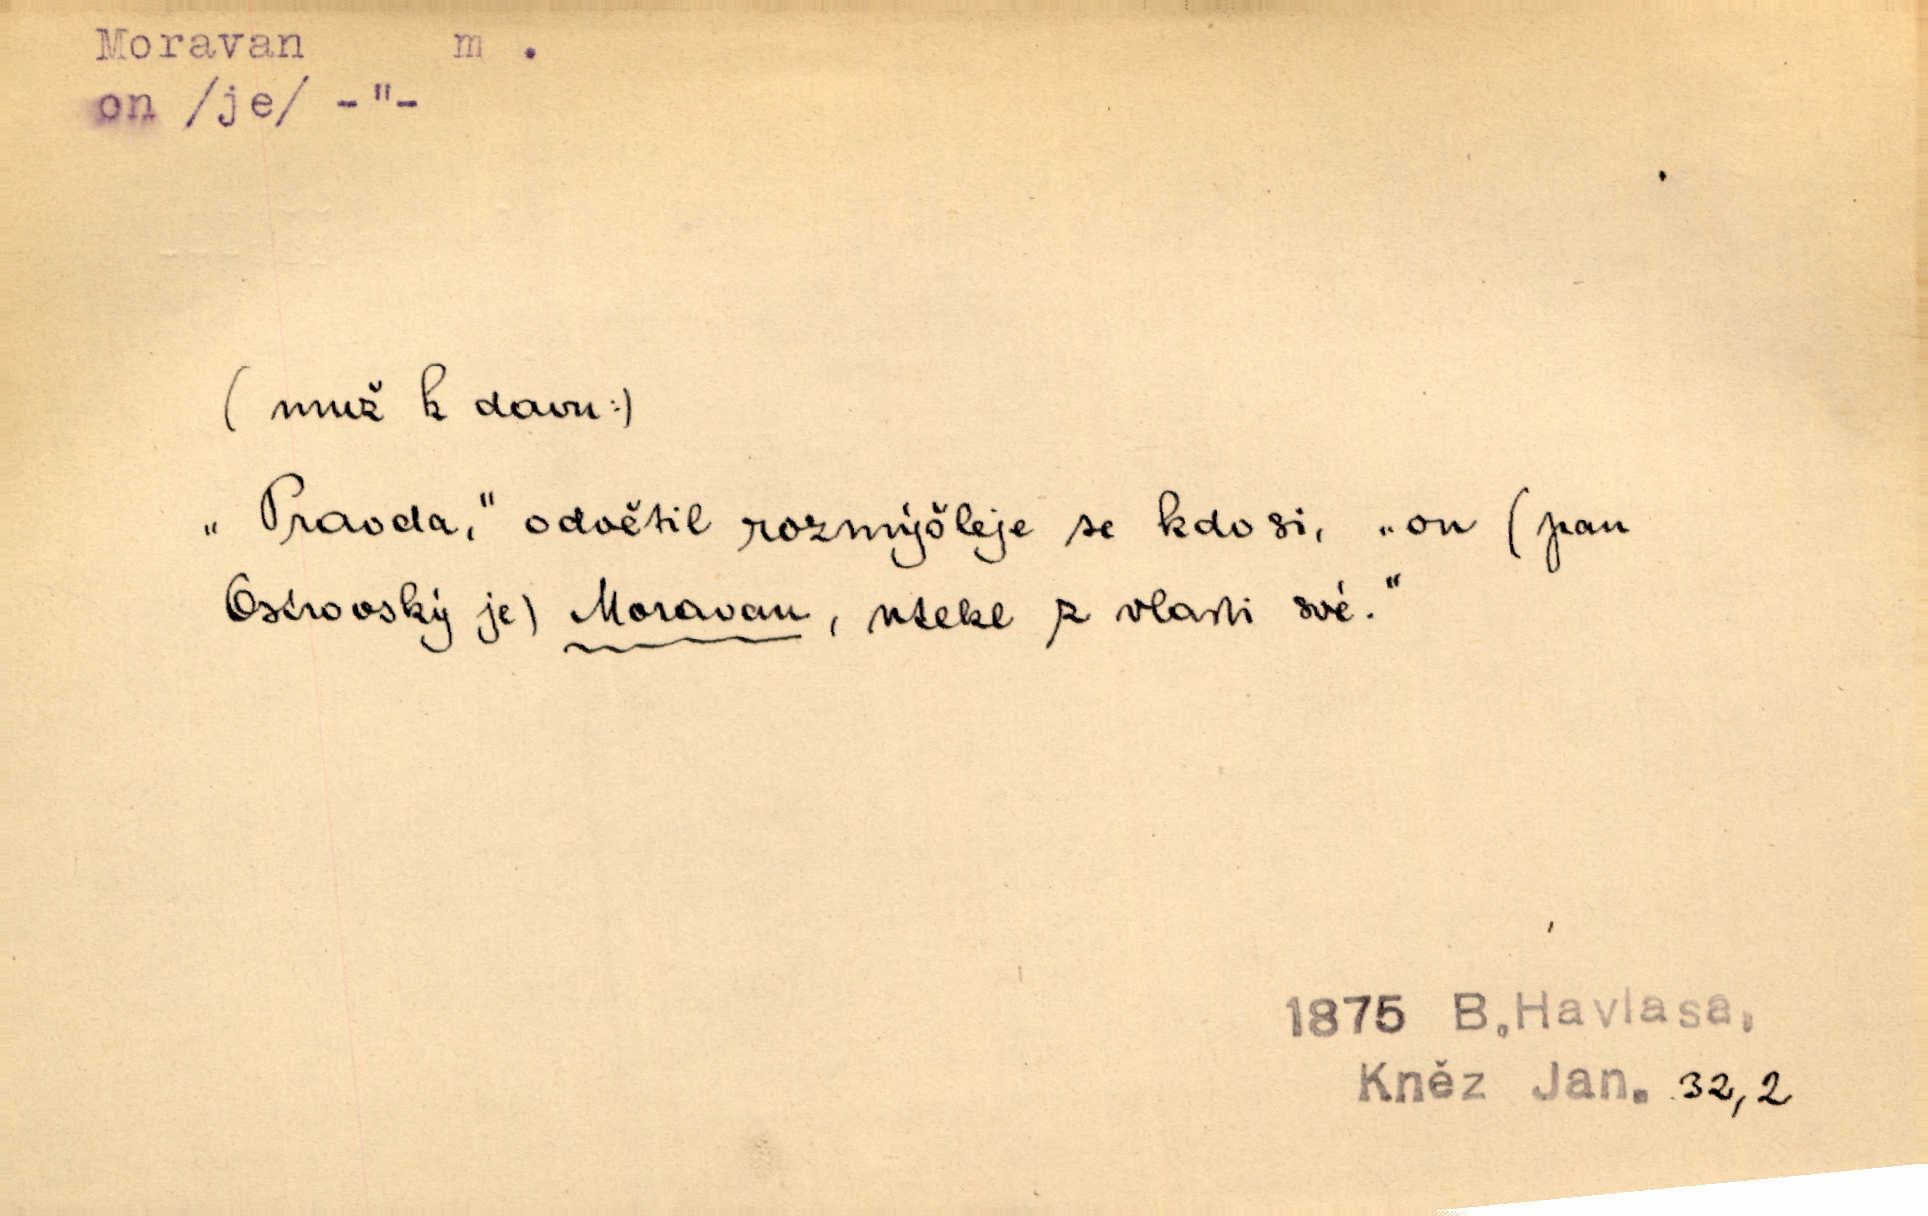 Moravan m .
on /je/ -"-
( muž k davu:)
„ Pravda,“ odvětil rozmýšleje se kdosi, „on (pan
Ostrovský je) Moravan, utekl z vlasti své.“
1875 B.Havlasa,
Kněz Jan. 32,2